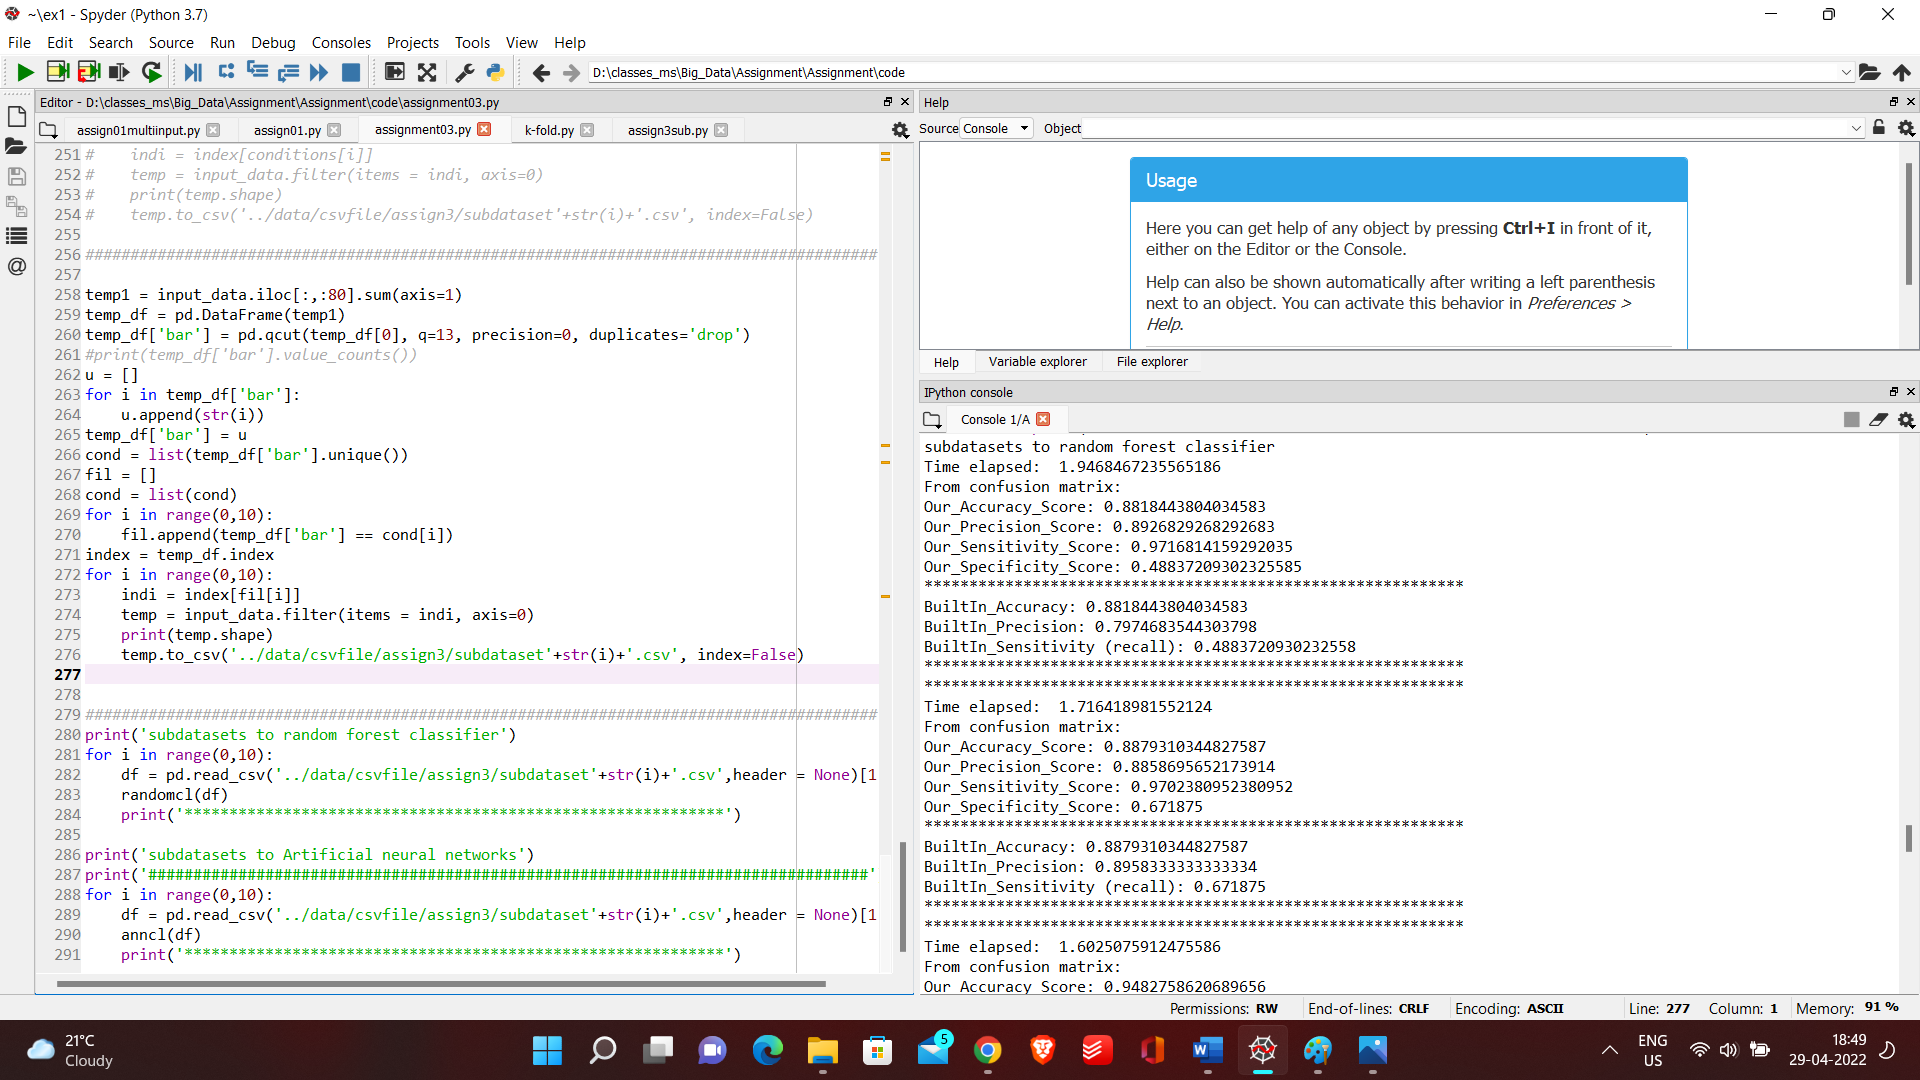 ~\ex1 - Spyder (Python 3.7)
File Edit Search Source Run Debug Consoles Projects Tools View Help
D:\classes_ms\Big_Data\Assignment\Assignment\code
Editor - D:\classes_ms\Big_Data\Assignment\Assignment\code\assignment03.py
assign01multiinput.py assign01.py assignment03.py k-fold.py assign3sub.py
251 #    indi = index[conditions[i]]
252 #    temp = input_data.filter(items = indi, axis=0)
253 #    print(temp.shape)
254 #    temp.to_csv('../data/csvfile/assign3/subdataset'+str(i)+'.csv', index=False)
255
256 ########################################################################################
257
258 temp1 = input_data.iloc[:,:80].sum(axis=1)
259 temp_df = pd.DataFrame(temp1)
260 temp_df['bar'] = pd.qcut(temp_df[0], q=13, precision=0, duplicates='drop')
261 #print(temp_df['bar'].value_counts())
262 u = []
263 for i in temp_df['bar']:
264     u.append(str(i))
265 temp_df['bar'] = u
266 cond = list(temp_df['bar'].unique())
267 fil = []
268 cond = list(cond)
269 for i in range(0,10):
270     fil.append(temp_df['bar'] == cond[i])
271 index = temp_df.index
272 for i in range(0,10):
273     indi = index[fil[i]]
274     temp = input_data.filter(items = indi, axis=0)
275     print(temp.shape)
276     temp.to_csv('../data/csvfile/assign3/subdataset'+str(i)+'.csv', index=False)
277
278
279 ########################################################################################
280 print('subdatasets to random forest classifier')
281 for i in range(0,10):
282     df = pd.read_csv('../data/csvfile/assign3/subdataset'+str(i)+'.csv',header = None)[1
283     randomcl(df)
284     print('************************************************************')
285
286 print('subdatasets to Artificial neural networks')
287 print('################################################################################'
288 for i in range(0,10):
289     df = pd.read_csv('../data/csvfile/assign3/subdataset'+str(i)+'.csv',header = None)[1
290     anncl(df)
291     print('************************************************************')
Help
Source Console Object
Usage
Here you can get help of any object by pressing Ctrl+I in front of it,
either on the Editor or the Console.
Help can also be shown automatically after writing a left parenthesis
next to an object. You can activate this behavior in Preferences >
Help.
Help Variable explorer File explorer
IPython console
Console 1/A
subdatasets to random forest classifier
Time elapsed:  1.9468467235565186
From confusion matrix:
Our_Accuracy_Score: 0.8818443804034583
Our_Precision_Score: 0.8926829268292683
Our_Sensitivity_Score: 0.9716814159292035
Our_Specificity_Score: 0.48837209302325585
************************************************************
BuiltIn_Accuracy: 0.8818443804034583
BuiltIn_Precision: 0.7974683544303798
BuiltIn_Sensitivity (recall): 0.4883720930232558
************************************************************
************************************************************
Time elapsed:  1.716418981552124
From confusion matrix:
Our_Accuracy_Score: 0.8879310344827587
Our_Precision_Score: 0.8858695652173914
Our_Sensitivity_Score: 0.9702380952380952
Our_Specificity_Score: 0.671875
************************************************************
BuiltIn_Accuracy: 0.8879310344827587
BuiltIn_Precision: 0.8958333333333334
BuiltIn_Sensitivity (recall): 0.671875
************************************************************
************************************************************
Time elapsed:  1.6025075912475586
From confusion matrix:
Our_Accuracy_Score: 0.9482758620689656
Permissions: RW End-of-lines: CRLF Encoding: ASCII Line: 277 Column: 1 Memory: 91 %
21°C
Cloudy
5
ENG
US
18:49
29-04-2022